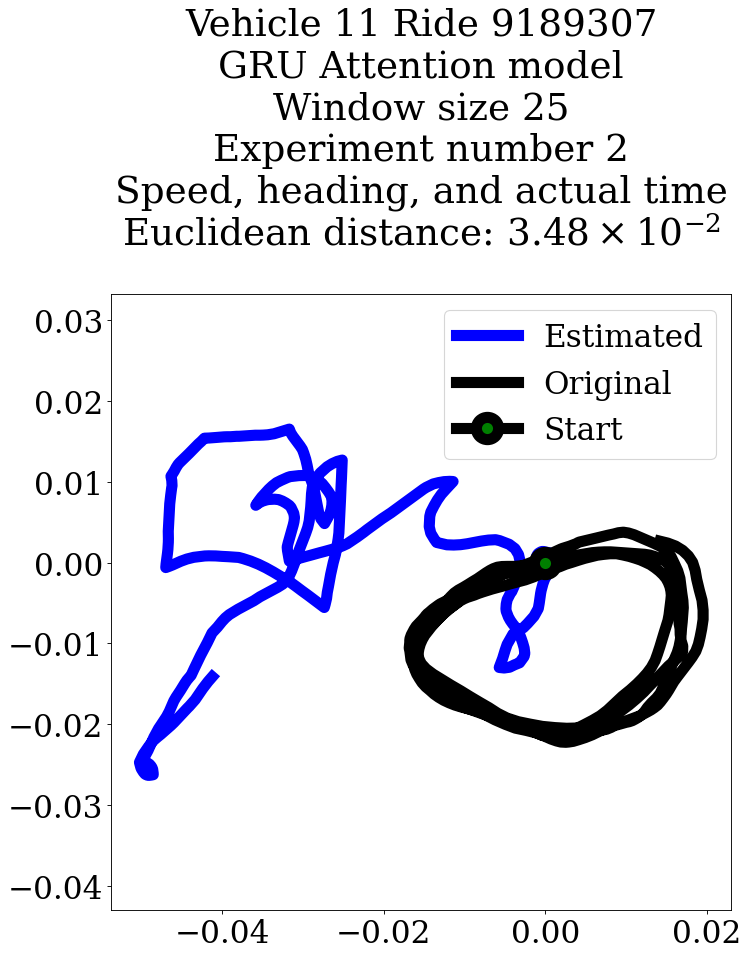 Vehicle 11 Ride 9189307
GRU Attention model
Window size 25
Experiment number 2
Speed, heading, and actual time
Euclidean distance: 3.48 × 10⁻²
Estimated
Original
Start
0.03
0.02
0.01
0.00
−0.01
−0.02
−0.03
−0.04
−0.04
−0.02
0.00
0.02